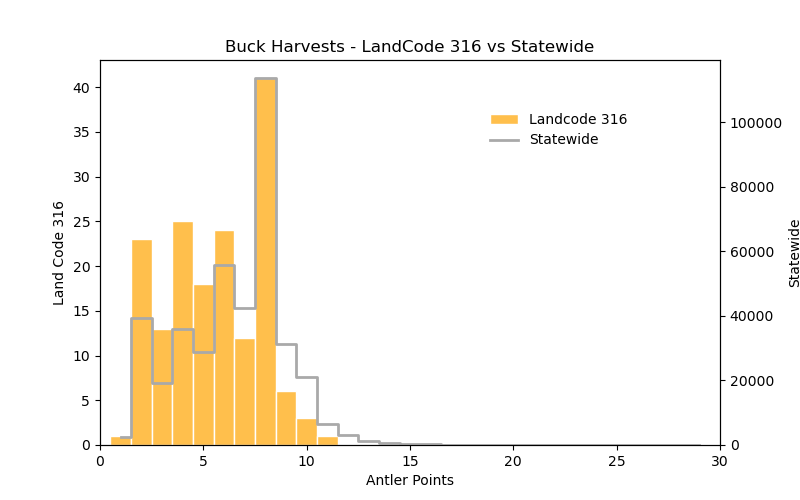 Buck Harvests - LandCode 316 vs Statewide
Landcode 316
Statewide
Land Code 316
40
35
30
25
20
15
10
5
0
100000
80000
60000
40000
20000
0
Statewide
0 5 10 15 20 25 30
Antler Points